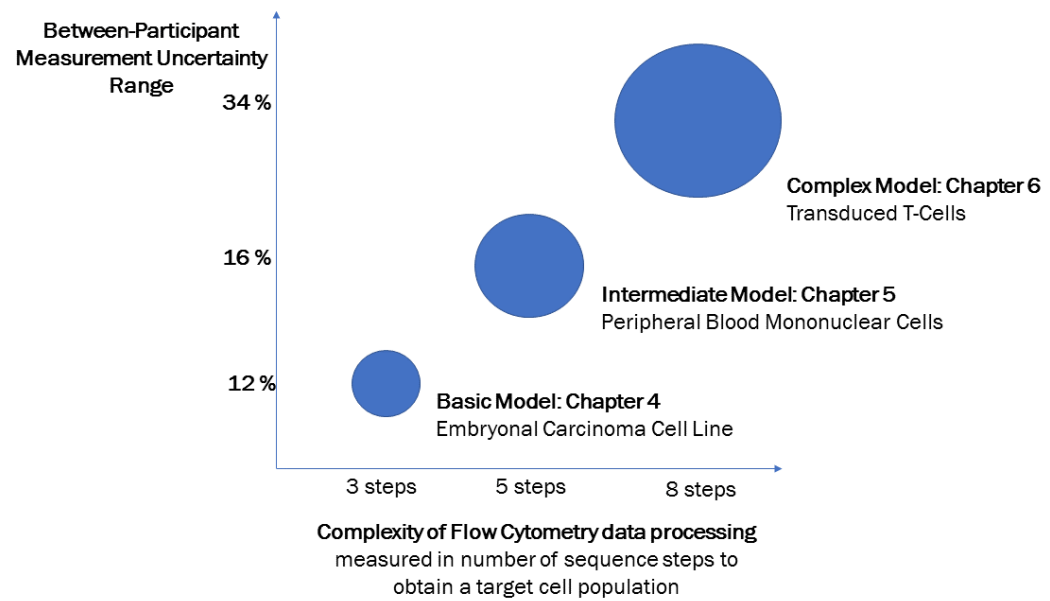 Between-Participant
Measurement Uncertainty
Range
34 %
Complex Model: Chapter 6
Transduced T-Cells
16 %
Intermediate Model: Chapter 5
Peripheral Blood Mononuclear Cells
12 %
Basic Model: Chapter 4
Embryonal Carcinoma Cell Line
3 steps 5 steps 8 steps
Complexity of Flow Cytometry data processing
measured in number of sequence steps to
obtain a target cell population